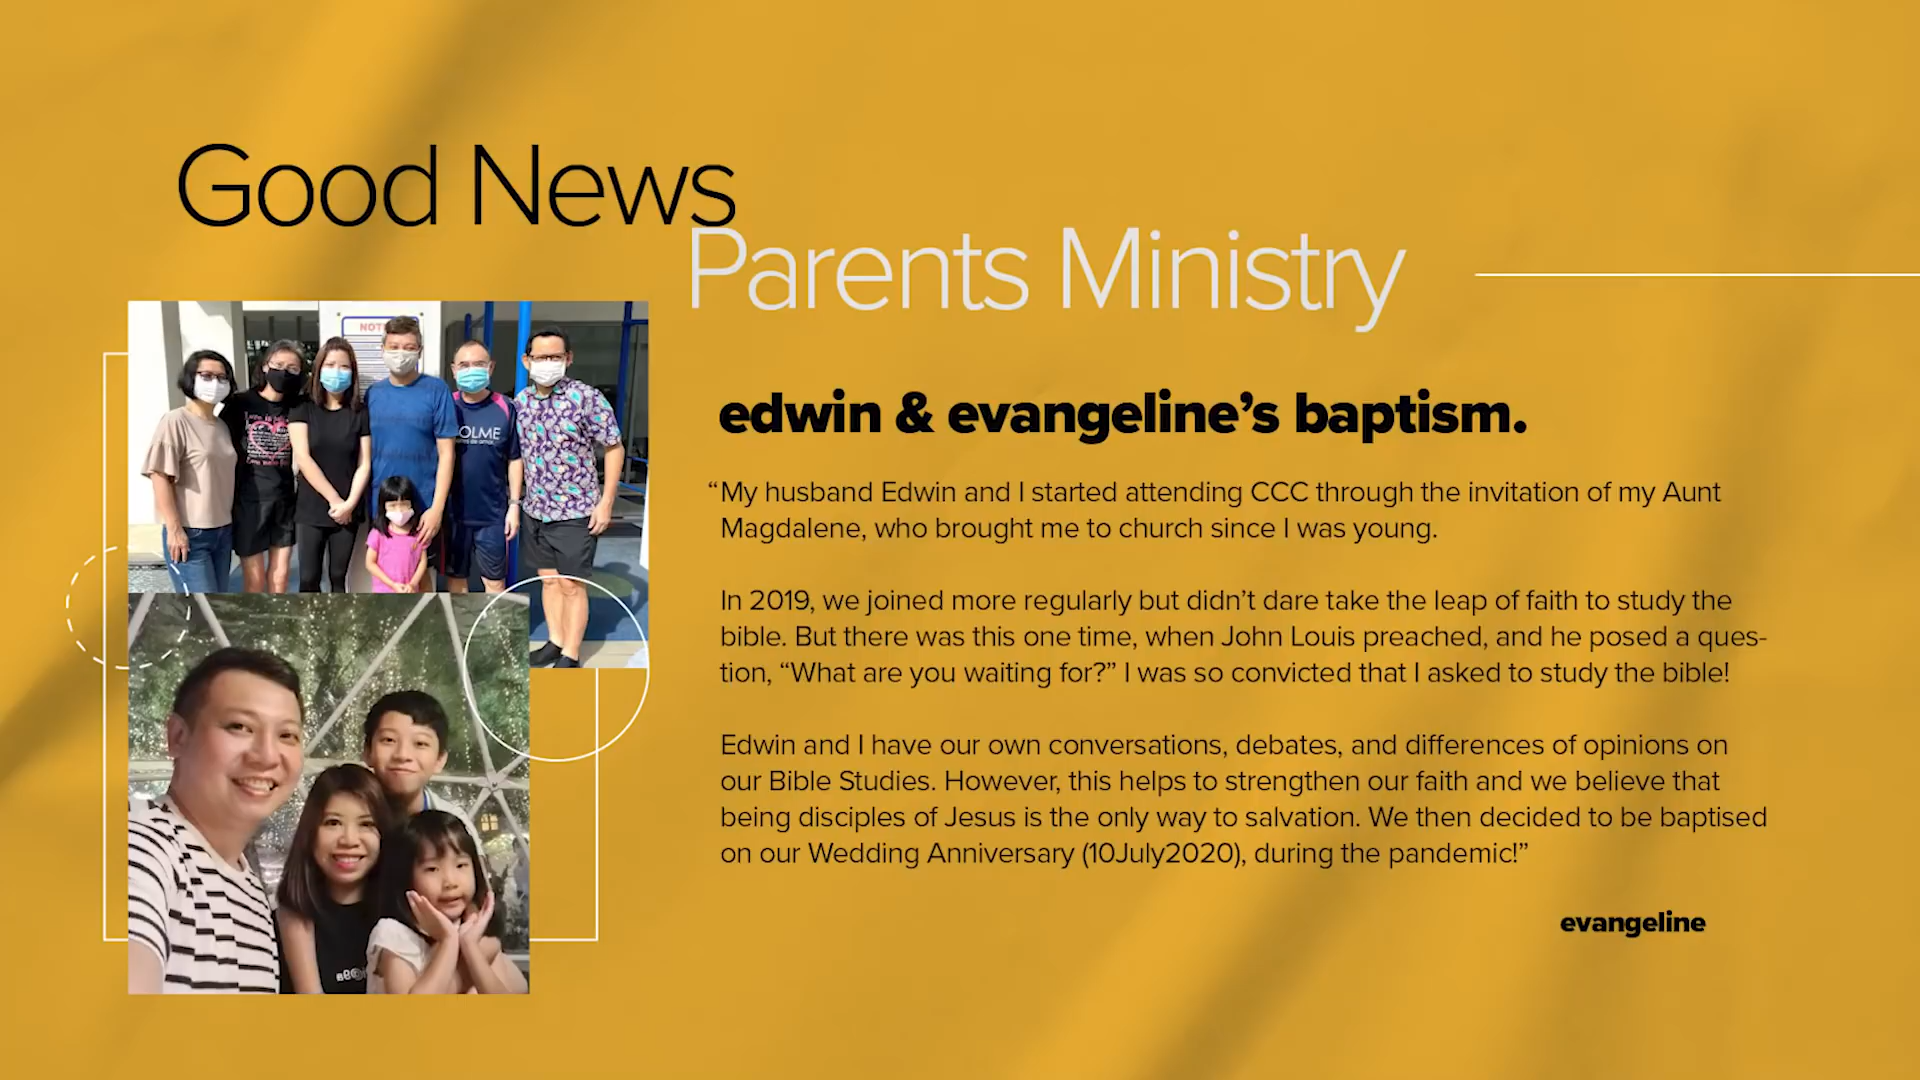 Good News
Parents Ministry
NOT
OLME
edwin & evangeline’s baptism.
“My husband Edwin and I started attending CCC through the invitation of my Aunt
Magdalene, who brought me to church since I was young.
In 2019, we joined more regularly but didn’t dare take the leap of faith to study the
bible. But there was this one time, when John Louis preached, and he posed a ques-
tion, “What are you waiting for?” I was so convicted that I asked to study the bible!
Edwin and I have our own conversations, debates, and differences of opinions on
our Bible Studies. However, this helps to strengthen our faith and we believe that
being disciples of Jesus is the only way to salvation. We then decided to be baptised
on our Wedding Anniversary (10July2020), during the pandemic!”
evangeline